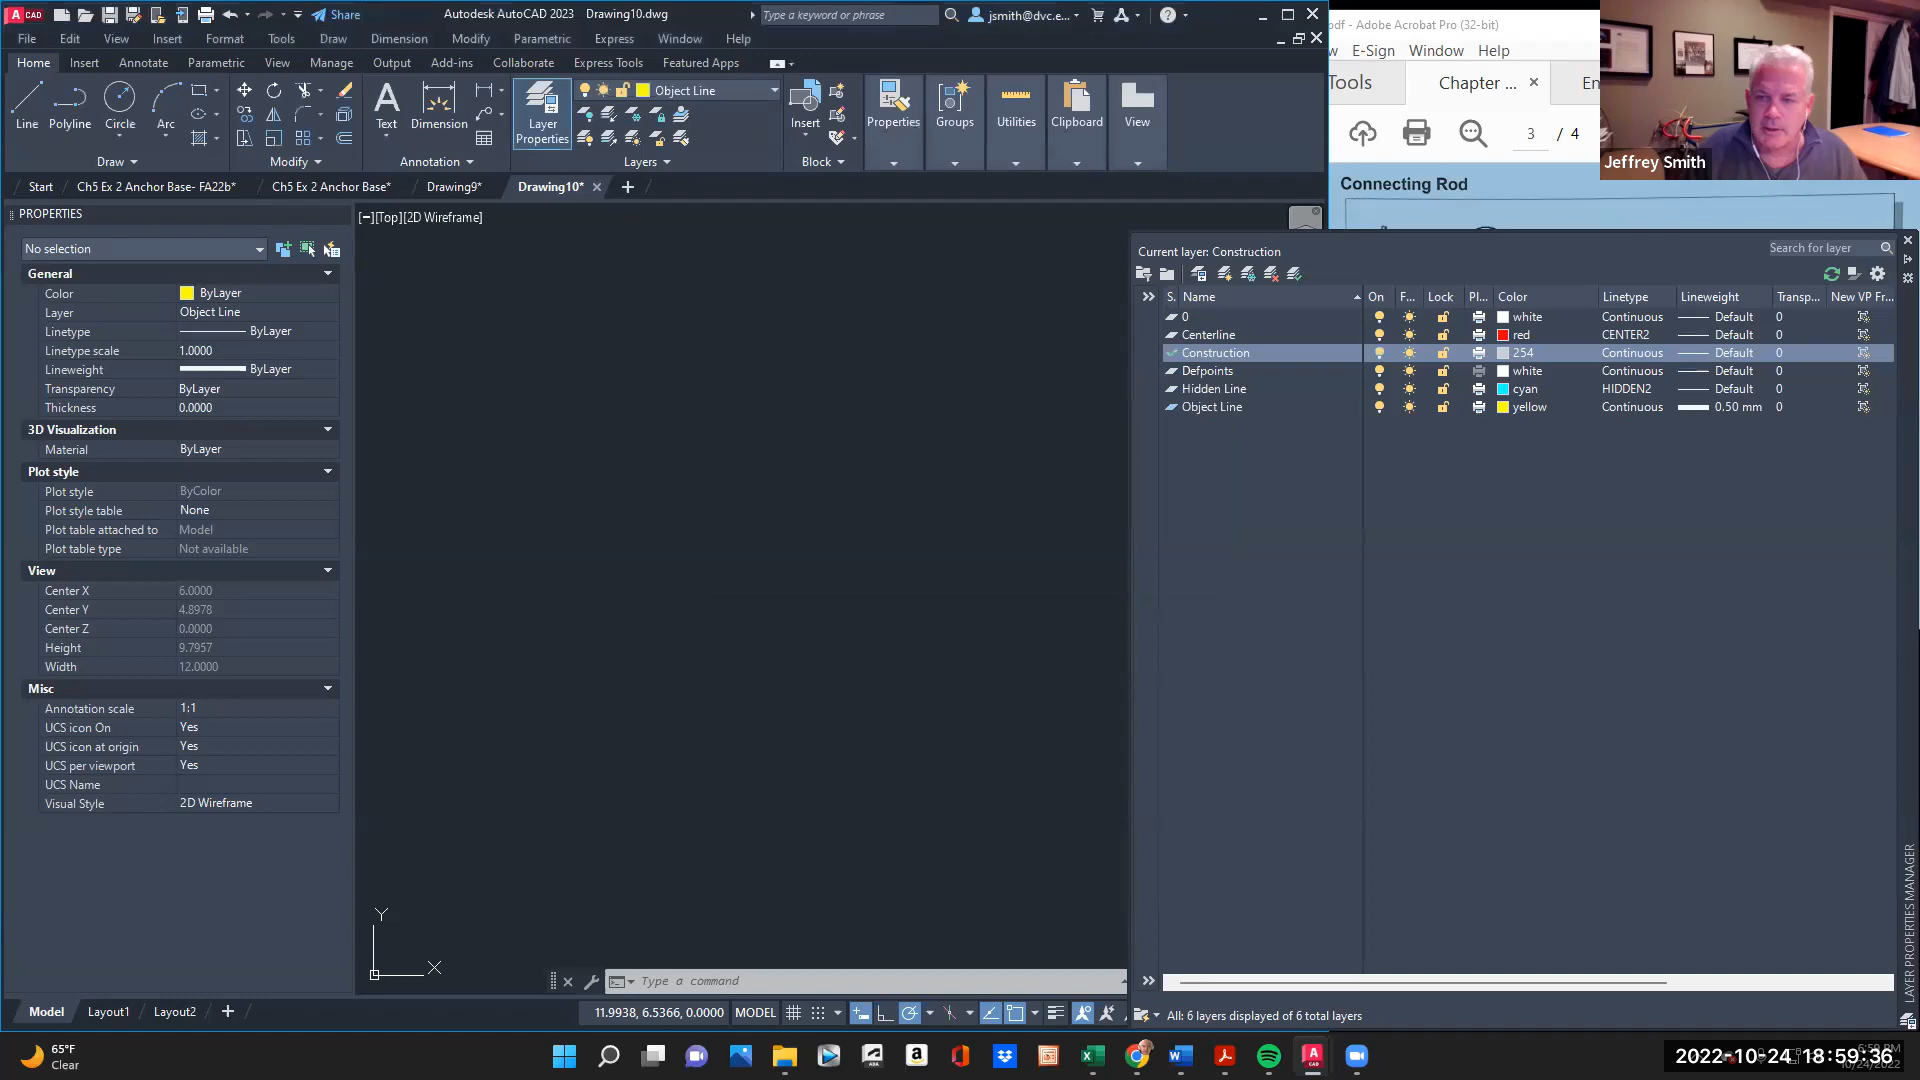 CAD
Share
Autodesk AutoCAD 2023 Drawing10.dwg
Type a keyword or phrase
jsmith@dvc.e...
File Edit View Insert Format Tools Draw Dimension Modify Parametric Express Window Help
Home Insert Annotate Parametric View Manage Output Add-ins Collaborate Express Tools Featured Apps
Line Polyline Circle Arc
Draw
Modify
Text Dimension
Annotation
Layer Properties
Object Line
Layers
Insert
Block
Properties
Groups
Utilities
Clipboard
View
Start Ch5 Ex 2 Anchor Base- FA22b* Ch5 Ex 2 Anchor Base* Drawing9* Drawing10*
pdf - Adobe Acrobat Pro (32-bit)
w E-Sign Window Help
Tools Chapter ... En
3 / 4
Connecting Rod
Jeffrey Smith
PROPERTIES
No selection
General
Color ByLayer
Layer Object Line
Linetype ByLayer
Linetype scale 1.0000
Lineweight ByLayer
Transparency ByLayer
Thickness 0.0000
3D Visualization
Material ByLayer
Plot style
Plot style ByColor
Plot style table None
Plot table attached to Model
Plot table type Not available
View
Center X 6.0000
Center Y 4.8978
Center Z 0.0000
Height 9.7957
Width 12.0000
Misc
Annotation scale 1:1
UCS icon On Yes
UCS icon at origin Yes
UCS per viewport Yes
UCS Name
Visual Style 2D Wireframe
[−][Top][2D Wireframe]
Y
X
Current layer: Construction
Search for layer
S. Name On F... Lock Pl... Color Linetype Lineweight Transp... New VP Fr...
0 white Continuous Default 0
Centerline red CENTER2 Default 0
Construction 254 Continuous Default 0
Defpoints white Continuous Default 0
Hidden Line cyan HIDDEN2 Default 0
Object Line yellow Continuous 0.50 mm 0
All: 6 layers displayed of 6 total layers
LAYER PROPERTIES MANAGER
Type a command
Model Layout1 Layout2
11.9938, 6.5366, 0.0000 MODEL
65°F
Clear
2022-10-24 18:59:36